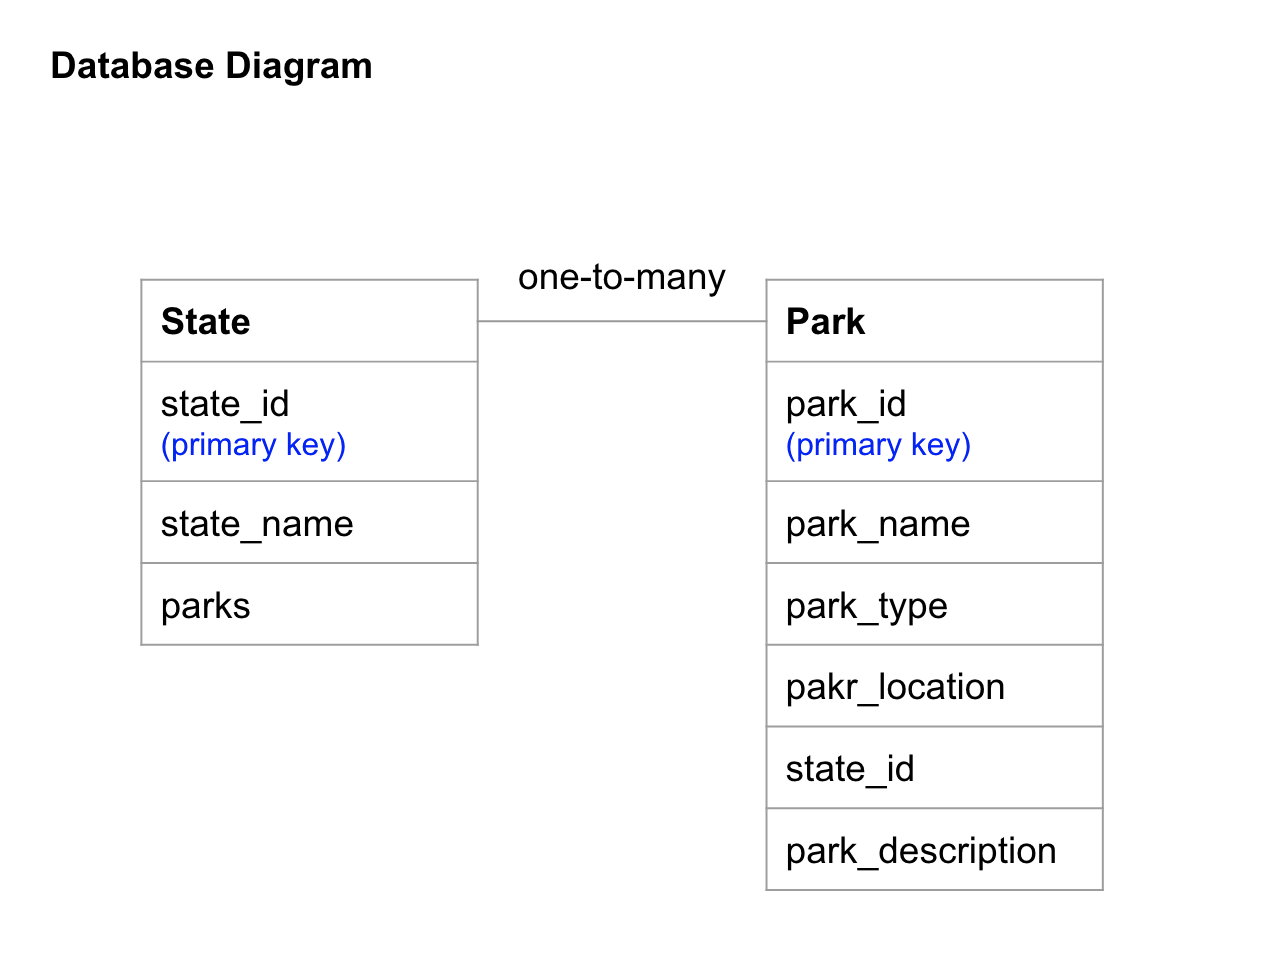 Database Diagram
one-to-many
State
state_id
(primary key)
state_name
parks
Park
park_id
(primary key)
park_name
park_type
pakr_location
state_id
park_description